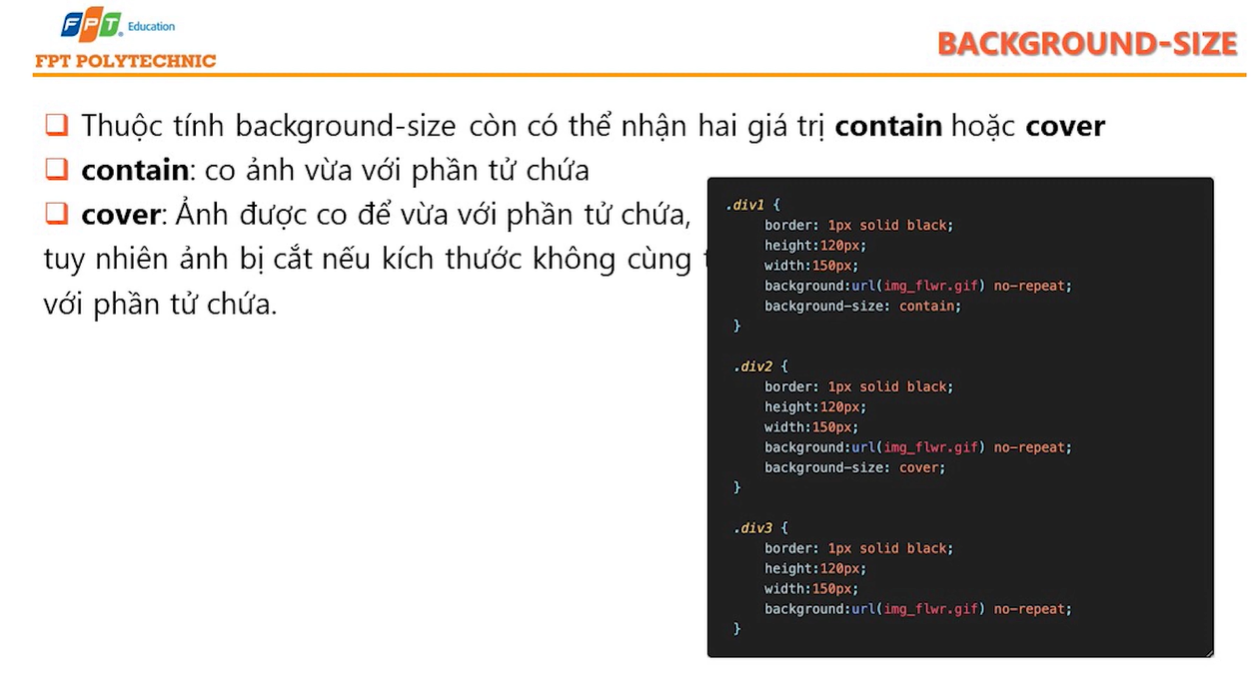 FPT. Education
FPT POLYTECHNIC
BACKGROUND-SIZE
Thuộc tính background-size còn có thể nhận hai giá trị contain hoặc cover
contain: co ảnh vừa với phần tử chứa
cover: Ảnh được co để vừa với phần tử chứa,
tuy nhiên ảnh bị cắt nếu kích thước không cùng
với phần tử chứa.
.div1 {
border: 1px solid black;
height:120px;
width:150px;
background:url(img_flwr.gif) no-repeat;
background-size: contain;
}
.div2 {
border: 1px solid black;
height:120px;
width:150px;
background:url(img_flwr.gif) no-repeat;
background-size: cover;
}
.div3 {
border: 1px solid black;
height:120px;
width:150px;
background:url(img_flwr.gif) no-repeat;
}